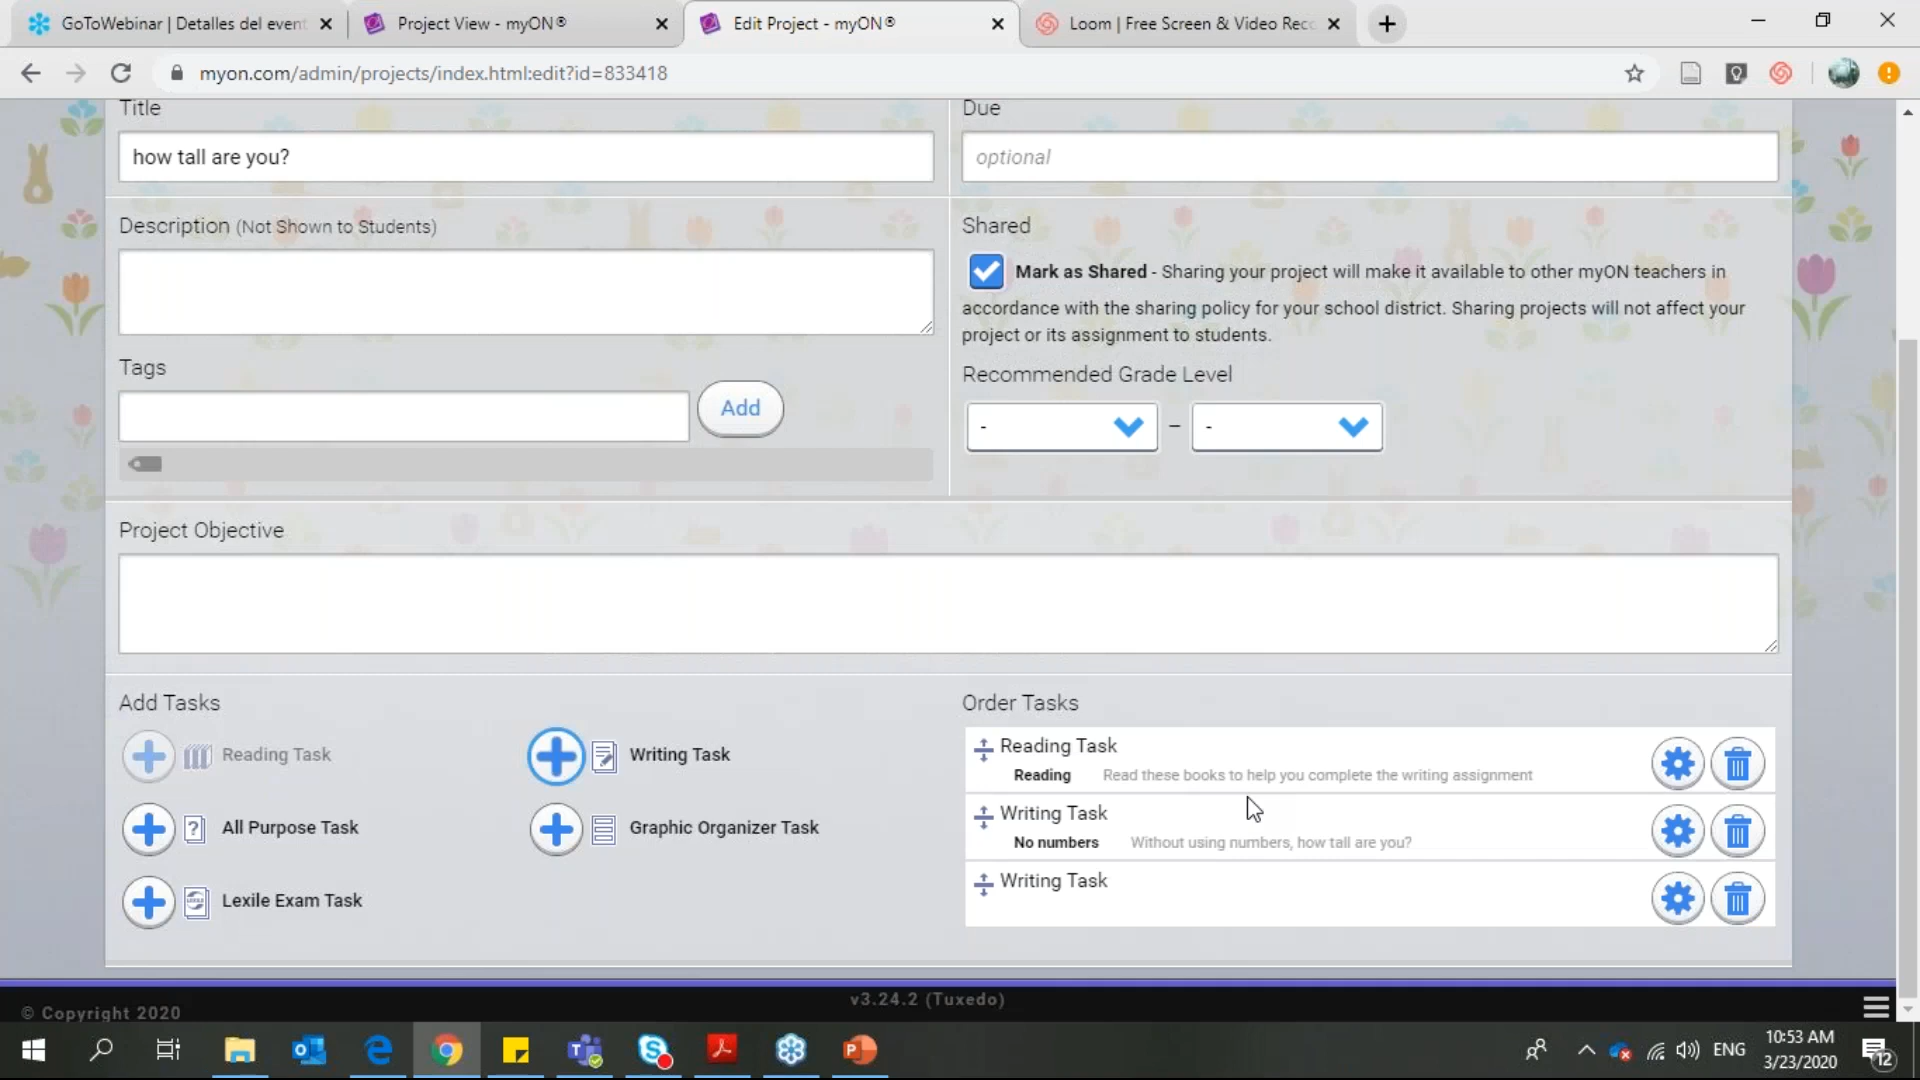 GoToWebinar | Detalles del event
Project View - myON®
Edit Project - myON®
Loom | Free Screen & Video Rec
myon.com/admin/projects/index.html:edit?id=833418
Title
Due
how tall are you?
optional
Description (Not Shown to Students)
Shared
Mark as Shared - Sharing your project will make it available to other myON teachers in
accordance with the sharing policy for your school district. Sharing projects will not affect your
project or its assignment to students.
Tags
Add
Recommended Grade Level
- – -
Project Objective
Add Tasks
Order Tasks
Reading Task
Writing Task
All Purpose Task
Graphic Organizer Task
Lexile Exam Task
Reading Task
Reading Read these books to help you complete the writing assignment
Writing Task
No numbers Without using numbers, how tall are you?
Writing Task
© Copyright 2020
v3.24.2 (Tuxedo)
ENG
10:53 AM
3/23/2020
12